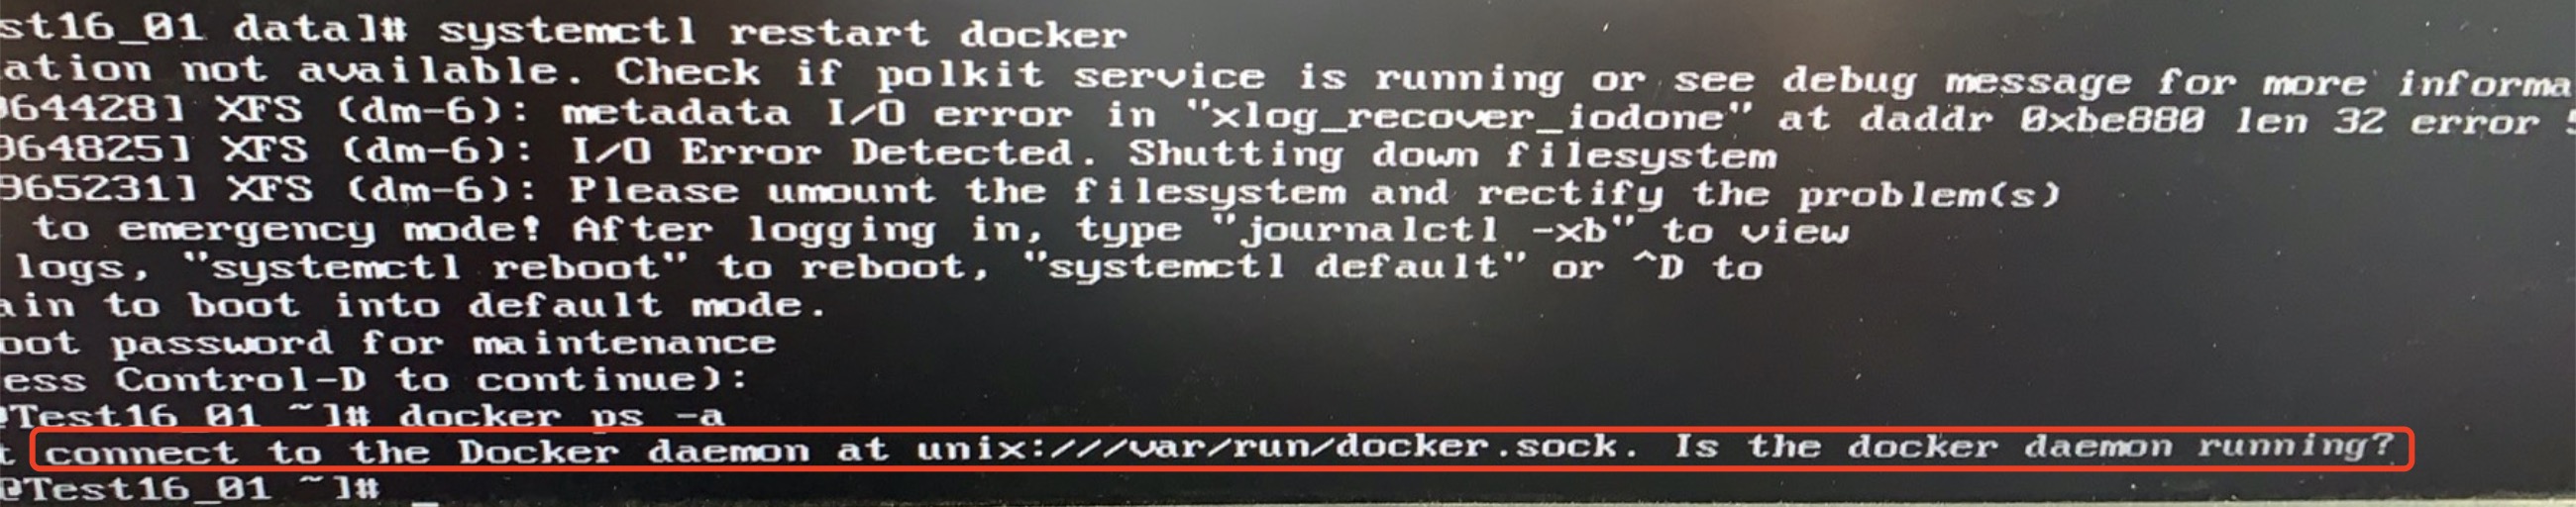 st16_01 data]# systemctl restart docker
ation not available. Check if polkit service is running or see debug message for more informa
964428] XFS (dm-6): metadata I/O error in "xlog_recover_iodone" at daddr 0xbe880 len 32 error 5
964825] XFS (dm-6): I/O Error Detected. Shutting down filesystem
965231] XFS (dm-6): Please umount the filesystem and rectify the problem(s)
to emergency mode! After logging in, type "journalctl -xb" to view
logs, "systemctl reboot" to reboot, "systemctl default" or ^D to
ain to boot into default mode.
oot password for maintenance
ess Control-D to continue):
@Test16_01 ~]# docker ps -a
t connect to the Docker daemon at unix:///var/run/docker.sock. Is the docker daemon running?
@Test16_01 ~]#